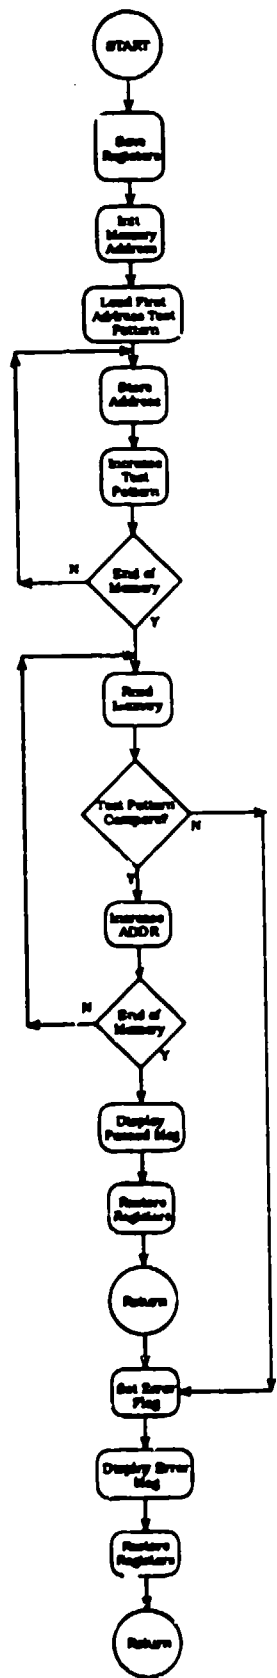 START
Save
Registers
Init
Memory
Address
Load First
Address Test
Pattern
Store
Address
Increase
Test
Pattern
End of
Memory
N
Y
Read
Memory
Test Pattern
Compare?
N
Y
Increase
ADDR
End of
Memory
N
Y
Display
Passed Msg
Restore
Registers
Return
Set Error
Flag
Display Error
Msg
Restore
Registers
Return